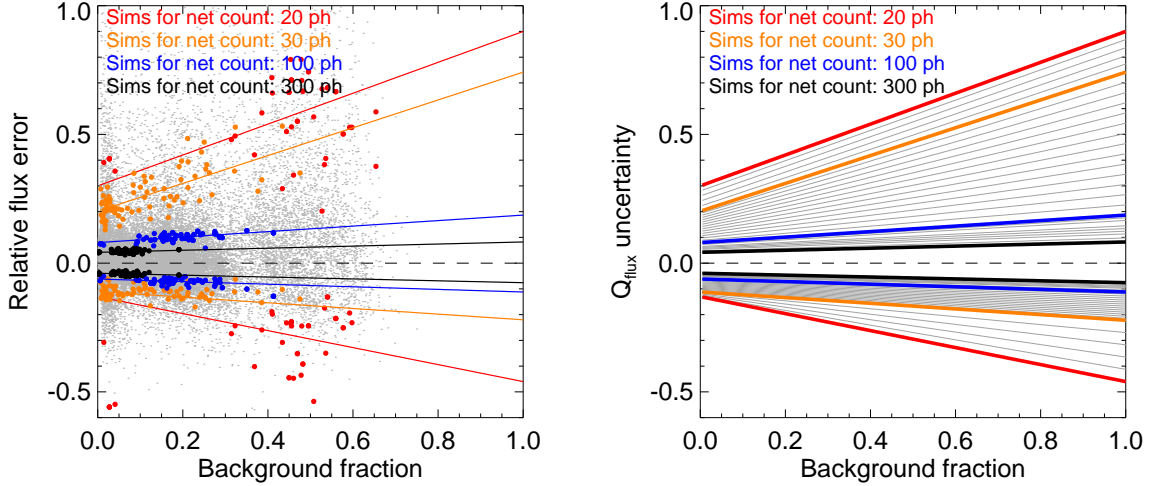 Sims for net count: 20 ph
Sims for net count: 30 ph
Sims for net count: 100 ph
Sims for net count: 300 ph
Relative flux error
1.0
0.5
0.0
-0.5
0.0 0.2 0.4 0.6 0.8 1.0
Background fraction
Sims for net count: 20 ph
Sims for net count: 30 ph
Sims for net count: 100 ph
Sims for net count: 300 ph
Qflux uncertainty
1.0
0.5
0.0
-0.5
0.0 0.2 0.4 0.6 0.8 1.0
Background fraction